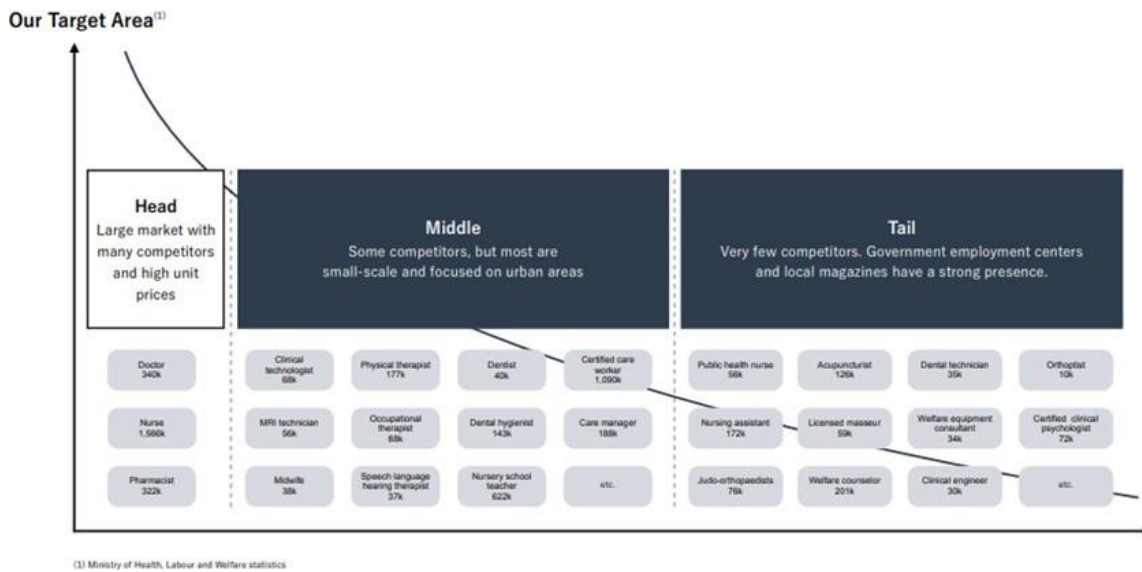 Our Target Area(1)
Head
Large market with
many competitors
and high unit
prices
Middle
Some competitors, but most are
small-scale and focused on urban areas
Tail
Very few competitors. Government employment centers
and local magazines have a strong presence.
Doctor
340k
Nurse
1,566k
Pharmacist
322k
Clinical
technologist
68k
Physical therapist
177k
Dentist
40k
Certified care
worker
1,090k
MRI technician
56k
Occupational
therapist
88k
Dental hygienist
143k
Care manager
188k
Midwife
38k
Speech language
hearing therapist
37k
Nursery school
teacher
622k
etc.
Public health nurse
56k
Acupuncturist
126k
Dental technician
35k
Orthoptist
10k
Nursing assistant
172k
Licensed masseur
59k
Welfare equipment
consultant
34k
Certified clinical
psychologist
72k
Judo-orthopaedists
76k
Welfare counselor
201k
Clinical engineer
30k
etc.
(1) Ministry of Health, Labour and Welfare statistics